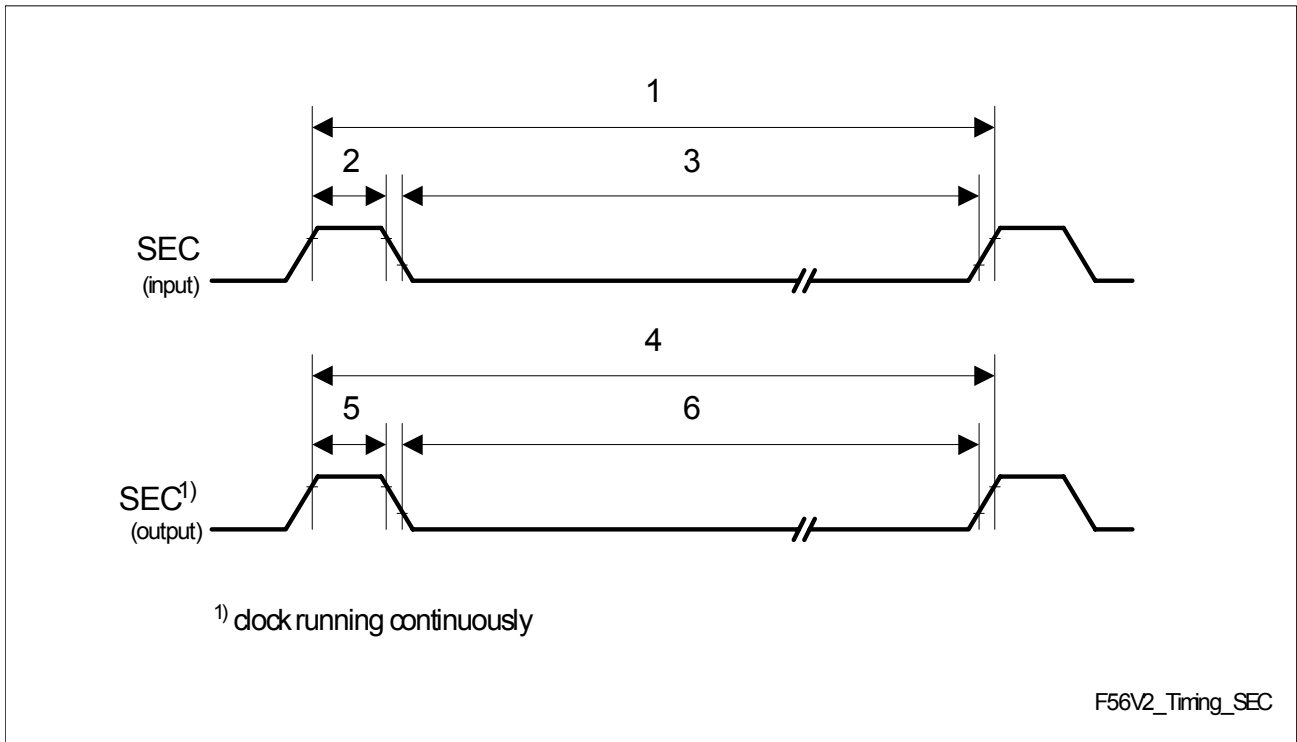 1
2 3
SEC
(input)
4
5 6
SEC1)
(output)
1) clock running continuously
F56V2_Timing_SEC